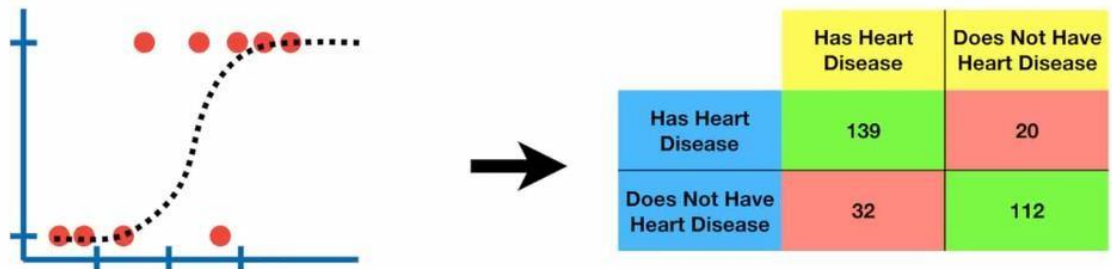 Has Heart
Disease
Does Not Have
Heart Disease
Has Heart
Disease
139
20
Does Not Have
Heart Disease
32
112